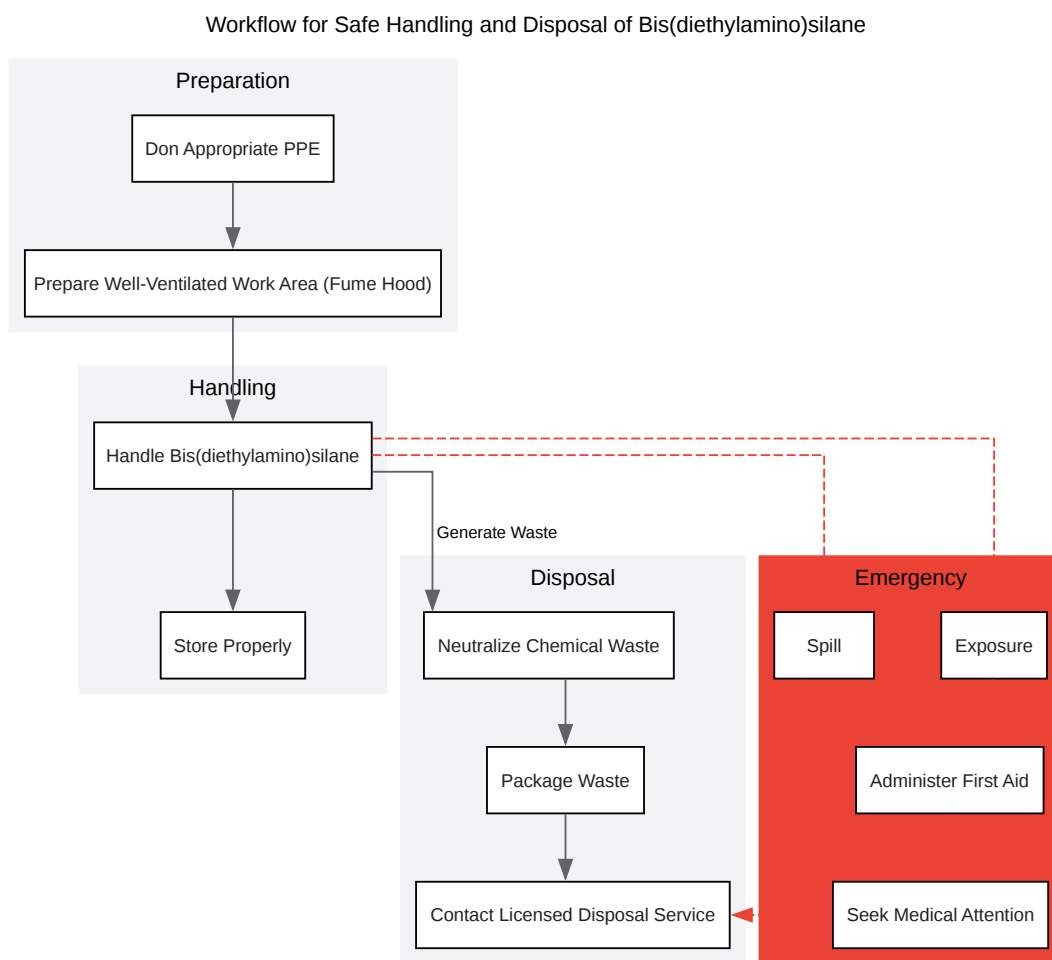 Workflow for Safe Handling and Disposal of Bis(diethylamino)silane
Preparation
Don Appropriate PPE
Prepare Well-Ventilated Work Area (Fume Hood)
Handling
Handle Bis(diethylamino)silane
Generate Waste
Store Properly
Disposal
Neutralize Chemical Waste
Package Waste
Contact Licensed Disposal Service
Emergency
Spill
Exposure
Administer First Aid
Seek Medical Attention